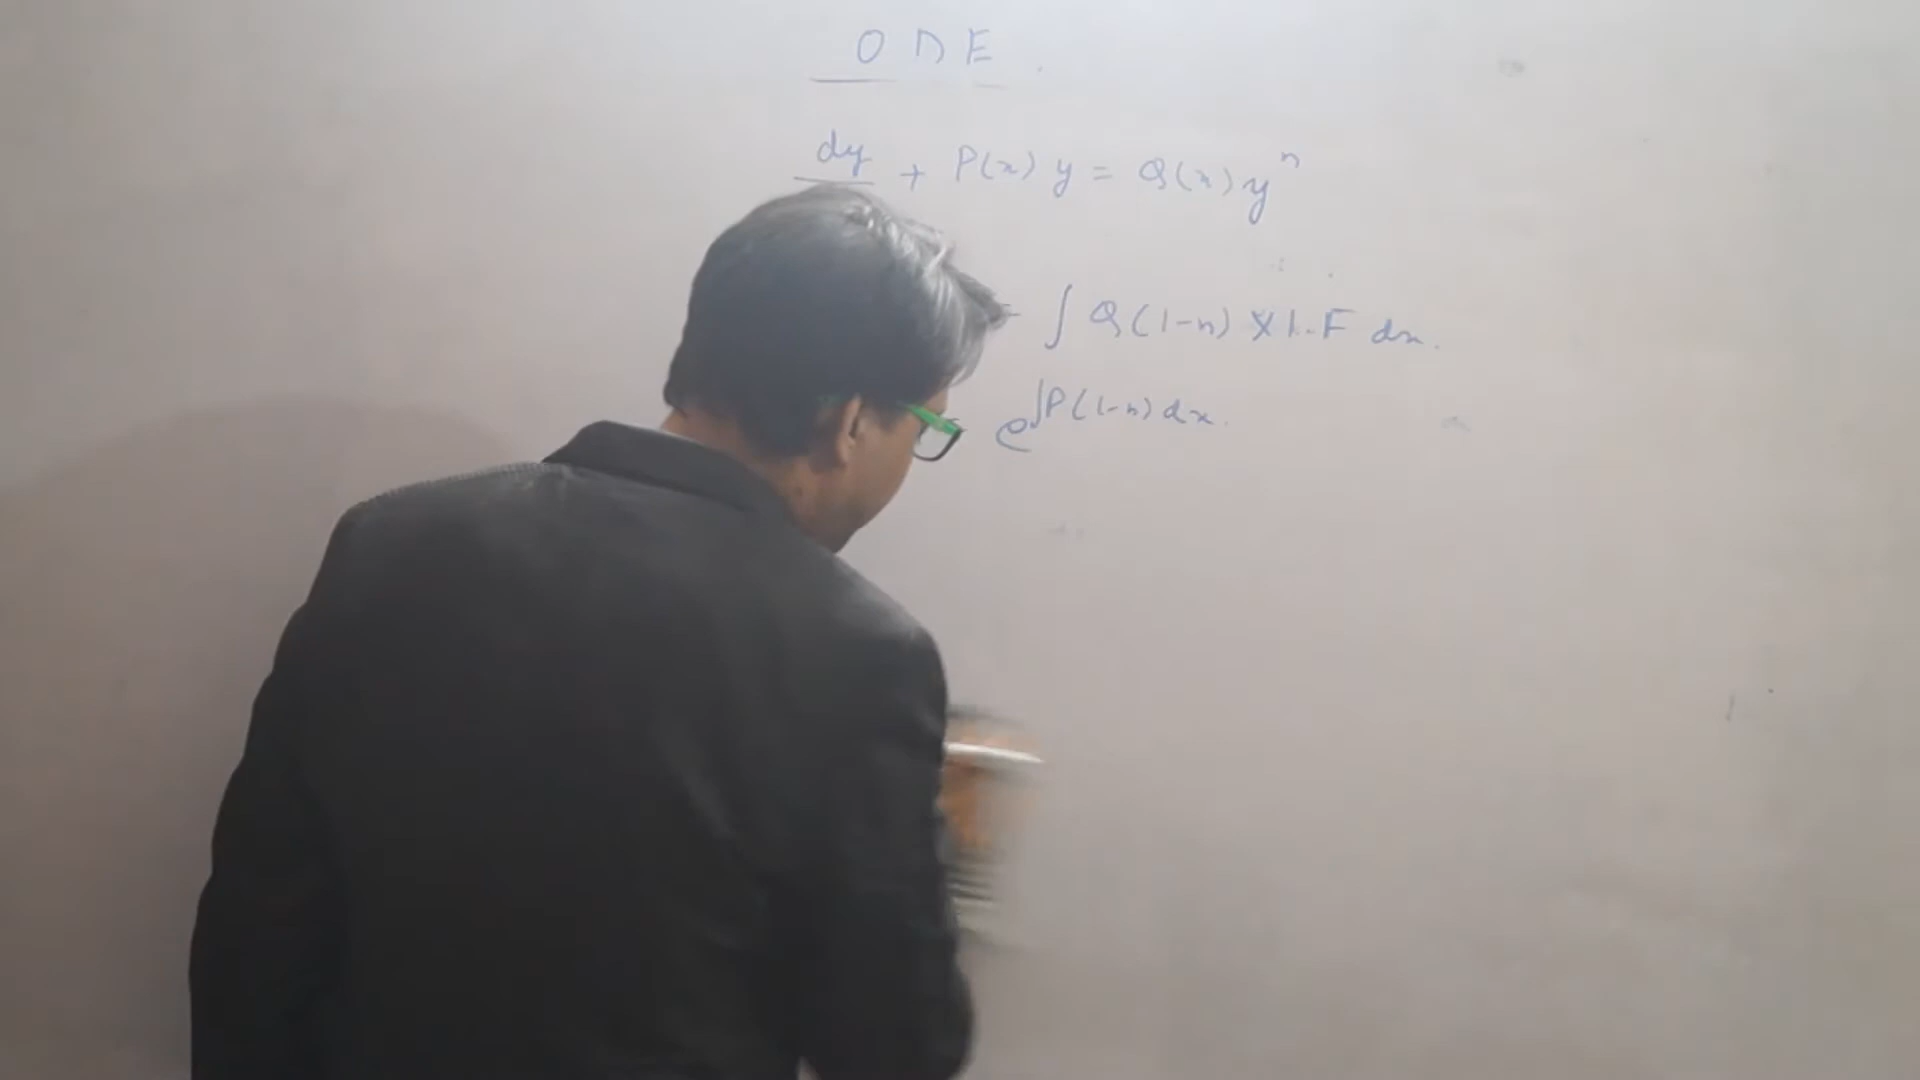 ODE
dy + P(x) y = Q(x) y^n
= ∫ Q(1-n) X I.F dx.
e^∫P(1-n) dx.